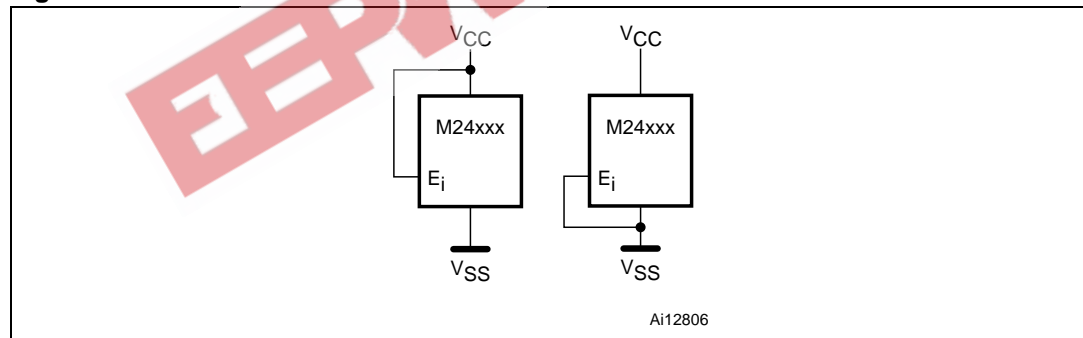 VCC VCC
M24xxx M24xxx
Ei Ei
VSS VSS
Ai12806